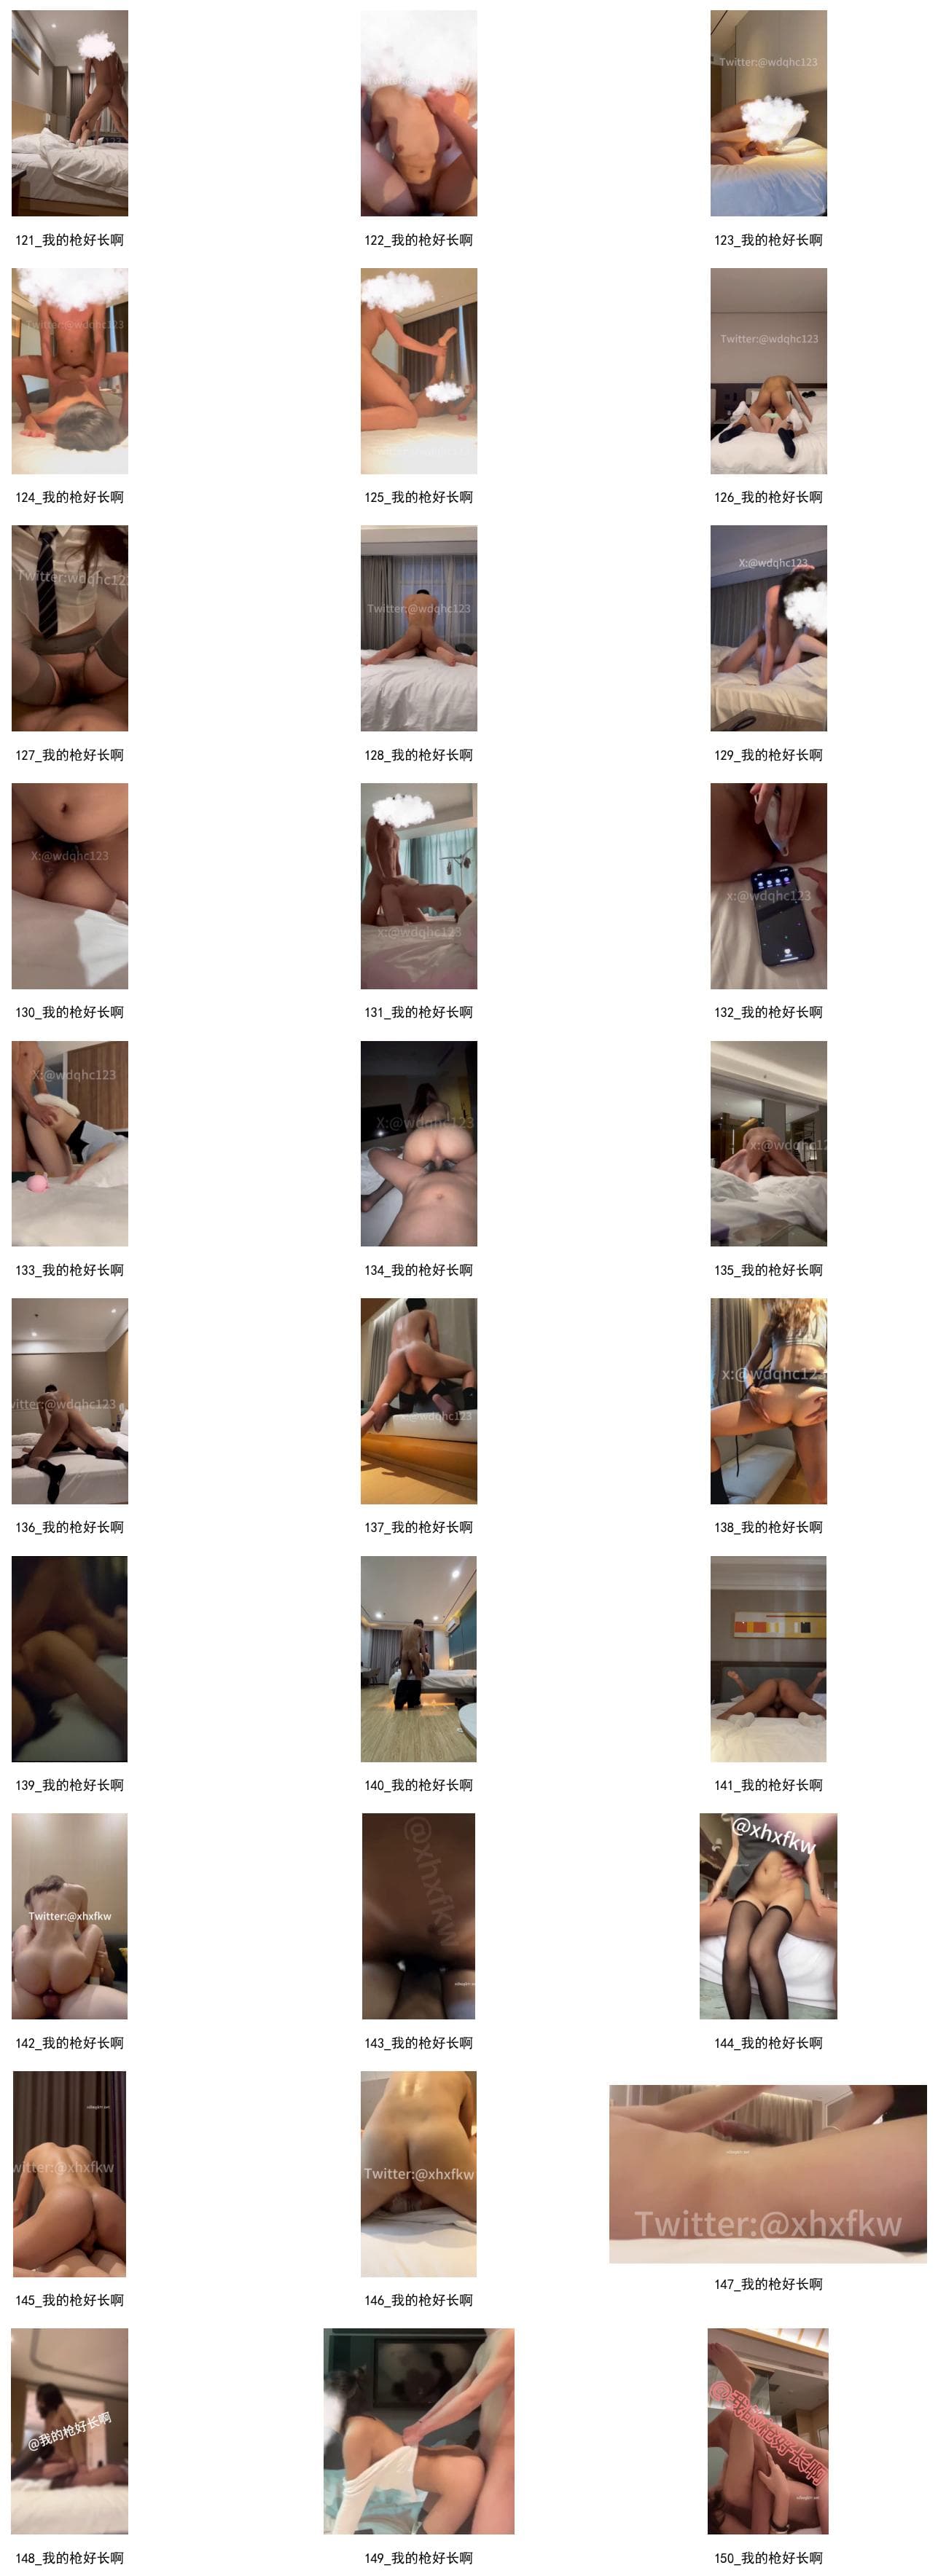 Twitter:@wdqhc123
121_我的枪好长啊
122_我的枪好长啊
123_我的枪好长啊
Twitter:@wdqhc123
Twitter:@wdqhc123
124_我的枪好长啊
125_我的枪好长啊
126_我的枪好长啊
Twitter:wdqhc123
Twitter:@wdqhc123
X:@wdqhc123
127_我的枪好长啊
128_我的枪好长啊
129_我的枪好长啊
X:@wdqhc123
x:@wdqhc123
x:@wdqhc123
130_我的枪好长啊
131_我的枪好长啊
132_我的枪好长啊
X:@wdqhc123
X:@wdqhc123
x:@wdqhc12
133_我的枪好长啊
134_我的枪好长啊
135_我的枪好长啊
witter:@wdqhc123
@wdqhc123
x:@wdqhc123
136_我的枪好长啊
137_我的枪好长啊
138_我的枪好长啊
139_我的枪好长啊
140_我的枪好长啊
141_我的枪好长啊
Twitter:@xhxfkw
@xhxfkw
@xhxfkw
142_我的枪好长啊
143_我的枪好长啊
144_我的枪好长啊
witter:@xhxfkw
Twitter:@xhxfkw
Twitter:@xhxfkw
145_我的枪好长啊
146_我的枪好长啊
147_我的枪好长啊
@我的枪好长啊
@我的枪好长啊
148_我的枪好长啊
149_我的枪好长啊
150_我的枪好长啊